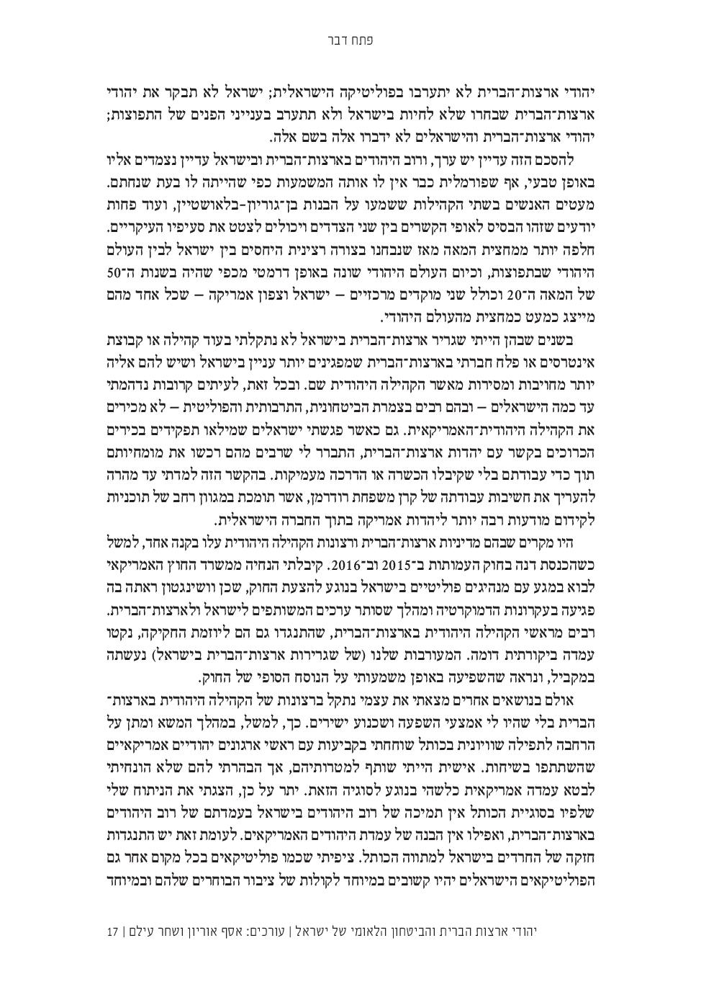 פתח דבר
יהודי ארצות־הברית לא יתערבו בפוליטיקה הישראלית; ישראל לא תבקר את יהודי
ארצות־הברית שבחרו שלא לחיות בישראל ולא תתערב בענייני הפנים של התפוצות;
יהודי ארצות־הברית והישראלים לא ידברו אלה בשם אלה.
להסכם הזה עדיין יש ערך, ורוב היהודים בארצות־הברית ובישראל עדיין נצמדים אליו
באופן טבעי, אף שפורמלית כבר אין לו אותה המשמעות כפי שהייתה לו בעת שנחתם.
מעטים האנשים בשתי הקהילות ששמעו על הבנות בן־גוריון-בלאושטיין, ועוד פחות
יודעים שזהו הבסיס לאופי הקשרים בין שני הצדדים ויכולים לצטט את סעיפיו העיקריים.
חלפה יותר ממחצית המאה מאז שנבחנו בצורה רצינית היחסים בין ישראל לבין העולם
היהודי שבתפוצות, וכיום העולם היהודי שונה באופן דרמטי מכפי שהיה בשנות ה־50
של המאה ה־20 וכולל שני מוקדים מרכזיים – ישראל וצפון אמריקה – שכל אחד מהם
מייצג כמעט כמחצית מהעולם היהודי.
בשנים שבהן הייתי שגריר ארצות־הברית בישראל לא נתקלתי בעוד קהילה או קבוצת
אינטרסים או פלח חברתי בארצות־הברית שמפגינים יותר עניין בישראל ושיש להם אליה
יותר מחויבות ומסירות מאשר הקהילה היהודית שם. ובכל זאת, לעיתים קרובות נדהמתי
עד כמה הישראלים – ובהם רבים בצמרת הביטחונית, התרבותית והפוליטית – לא מכירים
את הקהילה היהודית־האמריקאית. גם כאשר פגשתי ישראלים שמילאו תפקידים בכירים
הכרוכים בקשר עם יהדות ארצות־הברית, התברר לי שרבים מהם רכשו את מומחיותם
תוך כדי עבודתם בלי שקיבלו הכשרה או הדרכה מעמיקות. בהקשר הזה למדתי עד מהרה
להעריך את חשיבות עבודתה של קרן משפחת רודרמן, אשר תומכת במגוון רחב של תוכניות
לקידום מודעות רבה יותר ליהדות אמריקה בתוך החברה הישראלית.
היו מקרים שבהם מדיניות ארצות־הברית ורצונות הקהילה היהודית עלו בקנה אחד, למשל
כשהכנסת דנה בחוק העמותות ב־2015 וב־2016. קיבלתי הנחיה ממשרד החוץ האמריקאי
לבוא במגע עם מנהיגים פוליטיים בישראל בנוגע להצעת החוק, שכן וושינגטון ראתה בה
פגיעה בעקרונות הדמוקרטיה ומהלך שסותר ערכים המשותפים לישראל ולארצות־הברית.
רבים מראשי הקהילה היהודית בארצות־הברית, שהתנגדו גם הם ליוזמת החקיקה, נקטו
עמדה ביקורתית דומה. המעורבות שלנו (של שגרירות ארצות־הברית בישראל) נעשתה
במקביל, ונראה שהשפיעה באופן משמעותי על הנוסח הסופי של החוק.
אולם בנושאים אחרים מצאתי את עצמי נתקל ברצונות של הקהילה היהודית בארצות־
הברית בלי שהיו לי אמצעי השפעה ושכנוע ישירים. כך, למשל, במהלך המשא ומתן על
הרחבה לתפילה שוויונית בכותל שוחחתי בקביעות עם ראשי ארגונים יהודיים אמריקאיים
שהשתתפו בשיחות. אישית הייתי שותף למטרותיהם, אך הבהרתי להם שלא הונחיתי
לבטא עמדה אמריקאית כלשהי בנוגע לסוגיה הזאת. יתר על כן, הצגתי את הניתוח שלי
שלפיו בסוגיית הכותל אין תמיכה של רוב היהודים בישראל בעמדתם של רוב היהודים
בארצות־הברית, ואפילו אין הבנה של עמדת היהודים האמריקאים. לעומת זאת יש התנגדות
חזקה של החרדים בישראל למתווה הכותל. ציפיתי שכמו פוליטיקאים בכל מקום אחר גם
הפוליטיקאים הישראלים יהיו קשובים במיוחד לקולות של ציבור הבוחרים שלהם ובמיוחד
יהודי ארצות הברית והביטחון הלאומי של ישראל | עורכים: אסף אוריון ושחר עילם | 17